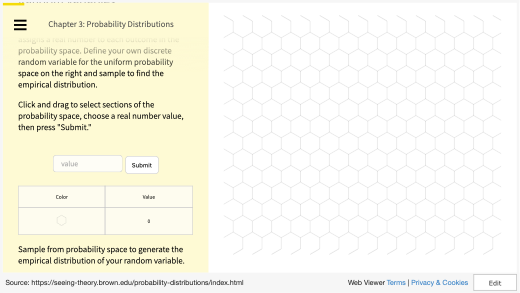 Chapter 3: Probability Distributions
probability space. Define your own discrete
random variable for the uniform probability
space on the right and sample to find the
empirical distribution.
Click and drag to select sections of the
probability space, choose a real number value,
then press "Submit."
value
Submit
Color
Value
0
Sample from probability space to generate the
empirical distribution of your random variable.
Source: https://seeing-theory.brown.edu/probability-distributions/index.html
Web Viewer Terms | Privacy & Cookies
Edit